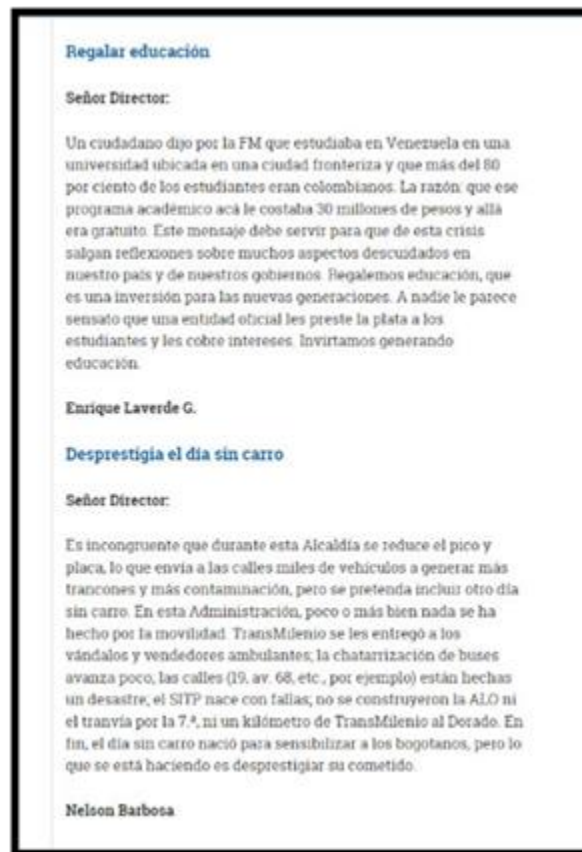 Regalar educación
Señor Director:
Un ciudadano dijo por la FM que estudiaba en Venezuela en una
universidad ubicada en una ciudad fronteriza y que más del 80
por ciento de los estudiantes eran colombianos. La razón: que ese
programa académico acá le costaba 30 millones de pesos y allá
era gratuito. Este mensaje debe servir para que de esta crisis
salgan reflexiones sobre muchos aspectos descuidados en
nuestro país y de nuestros gobiernos. Regalemos educación, que
es una inversión para las nuevas generaciones. A nadie le parece
sensato que una entidad oficial les preste la plata a los
estudiantes y les cobre intereses. Invirtamos generando
educación.
Enrique Laverde G.
Desprestigia el día sin carro
Señor Director:
Es incongruente que durante esta Alcaldía se reduce el pico y
placa, lo que envía a las calles miles de vehículos a generar más
trancones y más contaminación, pero se pretenda incluir otro día
sin carro. En esta Administración, poco o más bien nada se ha
hecho por la movilidad. TransMilenio se les entregó a los
vándalos y vendedores ambulantes; la chatarrización de buses
avanza poco, las calles (19, av. 68, etc., por ejemplo) están hechas
un desastre; el SITP nace con fallas; no se construyeron la ALO ni
el tranvía por la 7.ª, ni un kilómetro de TransMilenio al Dorado. En
fin, el día sin carro nació para sensibilizar a los bogotanos, pero lo
que se está haciendo es desprestigiar su cometido.
Nelson Barbosa